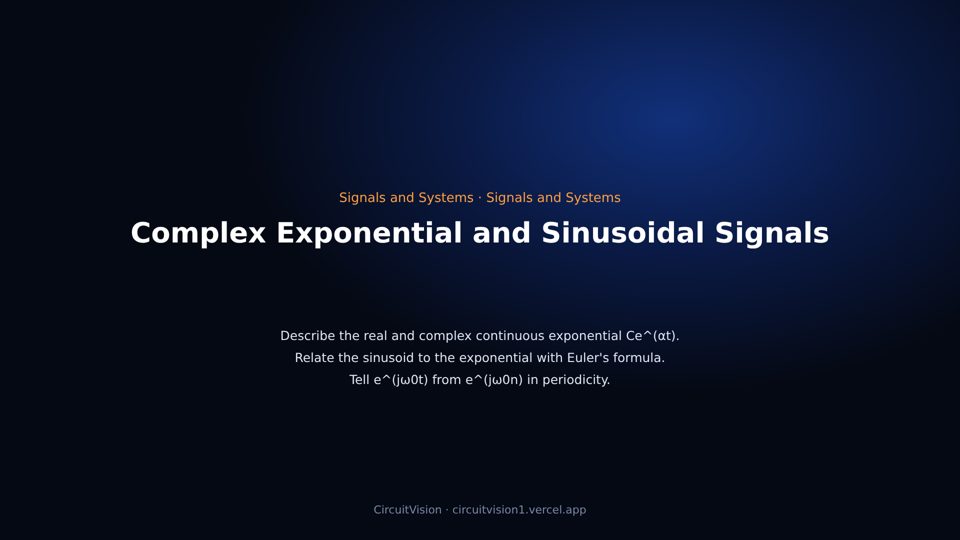 Signals and Systems · Signals and Systems
Complex Exponential and Sinusoidal Signals
Describe the real and complex continuous exponential Ce^(αt).
Relate the sinusoid to the exponential with Euler's formula.
Tell e^(jω0t) from e^(jω0n) in periodicity.
CircuitVision · circuitvision1.vercel.app